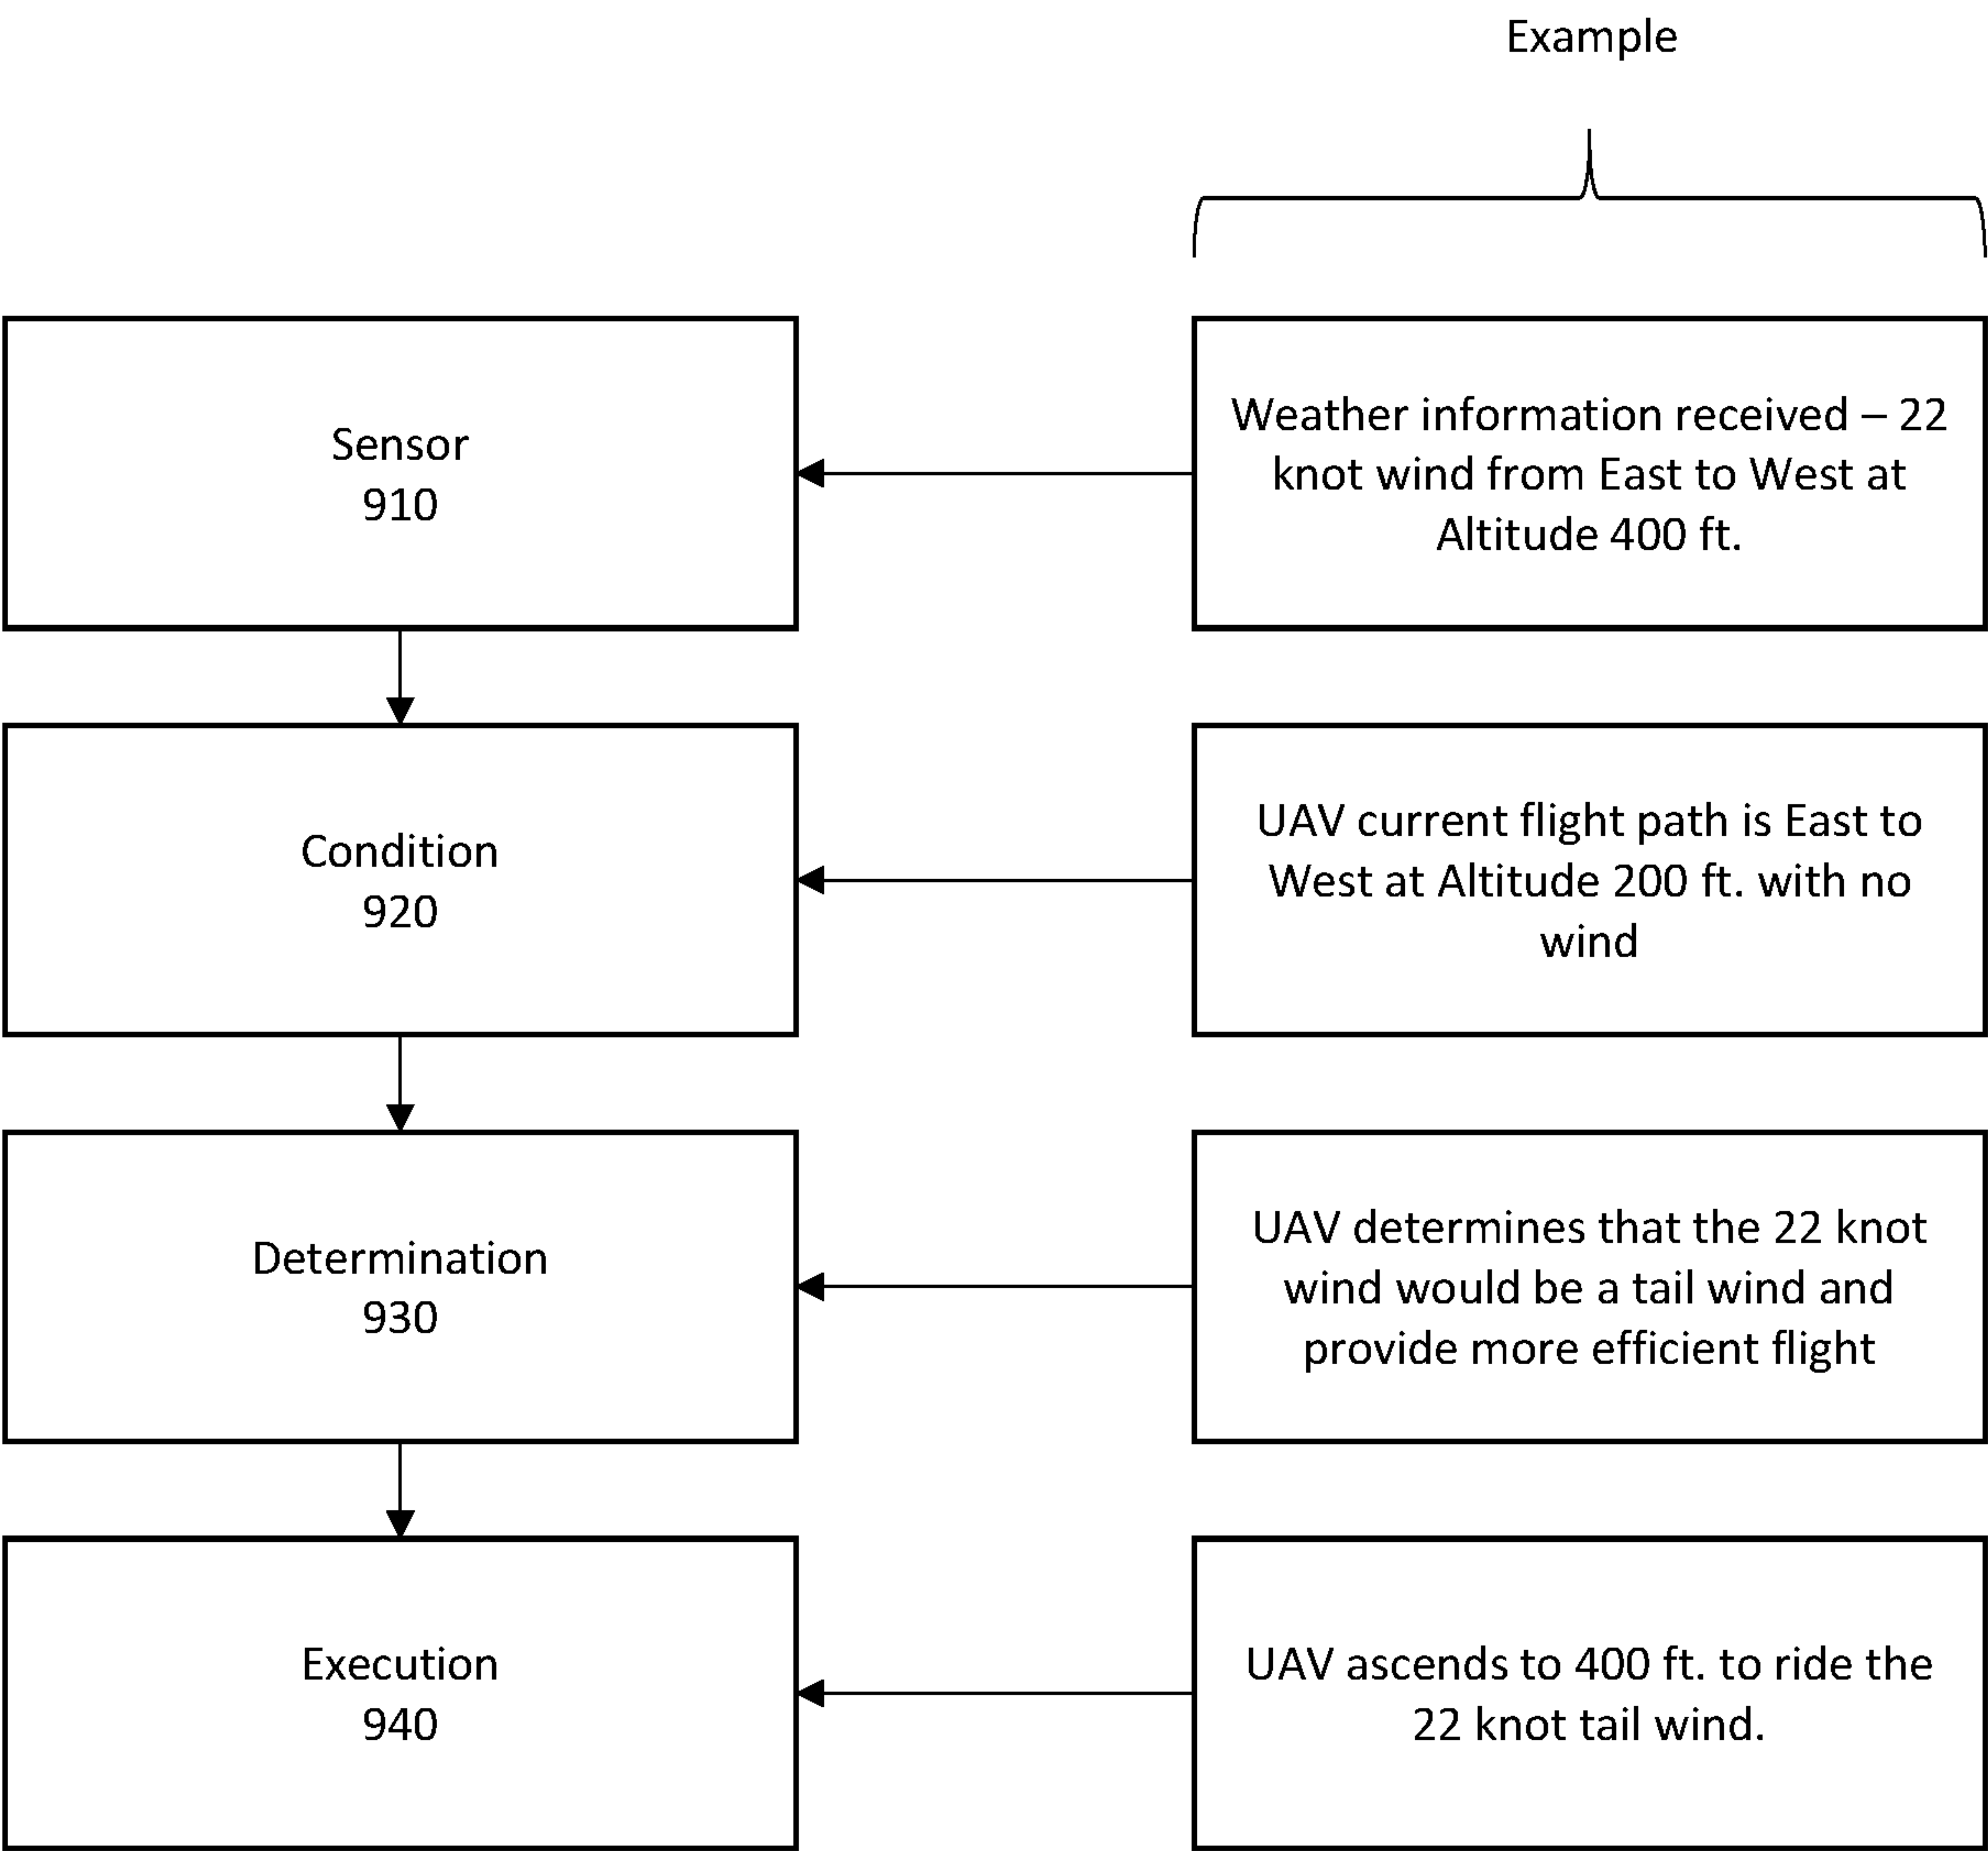 Example
Sensor
910
Weather information received – 22
knot wind from East to West at
Altitude 400 ft.
Condition
920
UAV current flight path is East to
West at Altitude 200 ft. with no
wind
Determination
930
UAV determines that the 22 knot
wind would be a tail wind and
provide more efficient flight
Execution
940
UAV ascends to 400 ft. to ride the
22 knot tail wind.